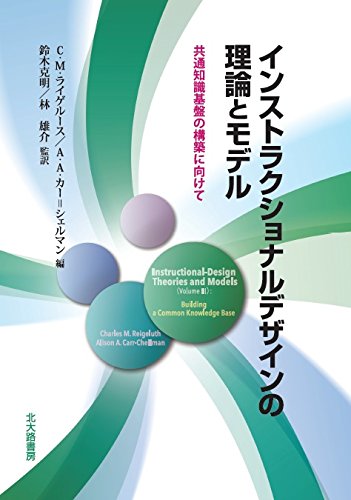 インストラクショナルデザインの
理論とモデル
共通知識基盤の構築に向けて
C・M・ライゲルース/A・A・カー=シェルマン 編
鈴木克明/林 雄介 監訳
Instructional-Design
Theories and Models
(Volume III):
Building
a Common Knowledge Base
Charles M. Reigeluth
Alison A. Carr-Chellman
北大路書房